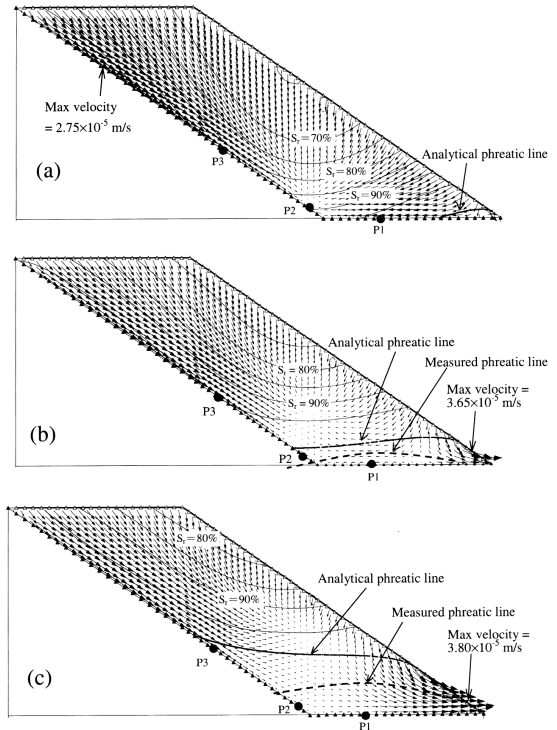 Max velocity
= 2.75×10⁻⁵ m/s
Sᵣ=70%
Analytical phreatic line
P3
(a)
Sᵣ=80%
Sᵣ=90%
P2
P1
Analytical phreatic line
Measured phreatic line
Sᵣ = 80%
Max velocity =
3.65×10⁻⁵ m/s
P3
Sᵣ = 90%
(b)
P2
P1
Sᵣ=80%
Analytical phreatic line
Sᵣ=90%
Measured phreatic line
Max velocity =
3.80×10⁻⁵ m/s
P3
(c)
P2
P1